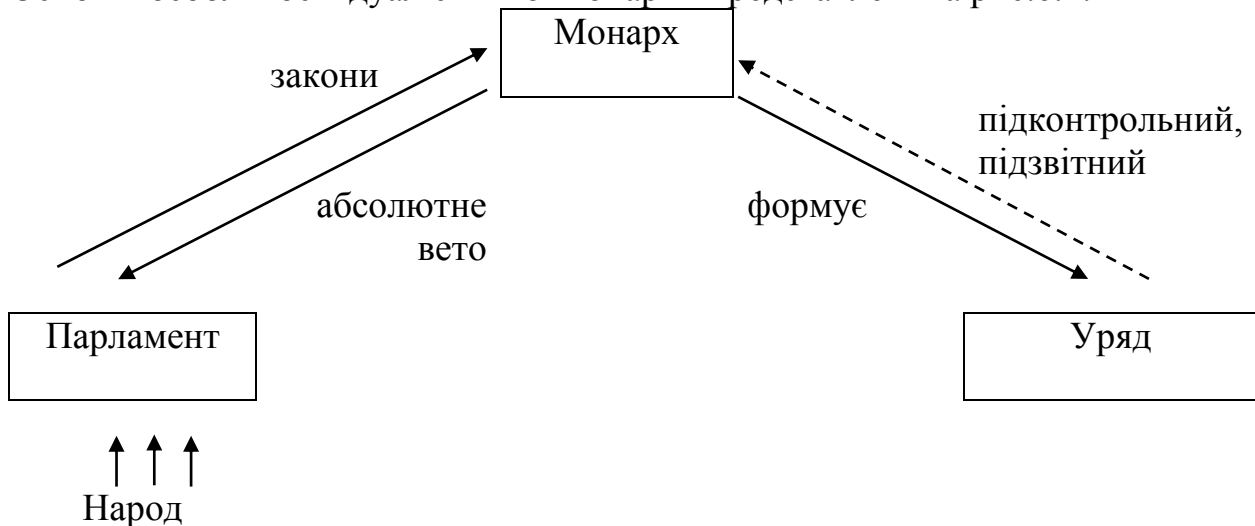 Монарх
закони
підконтрольний,
підзвітний
абсолютне
вето
формує
Парламент
Уряд
Народ